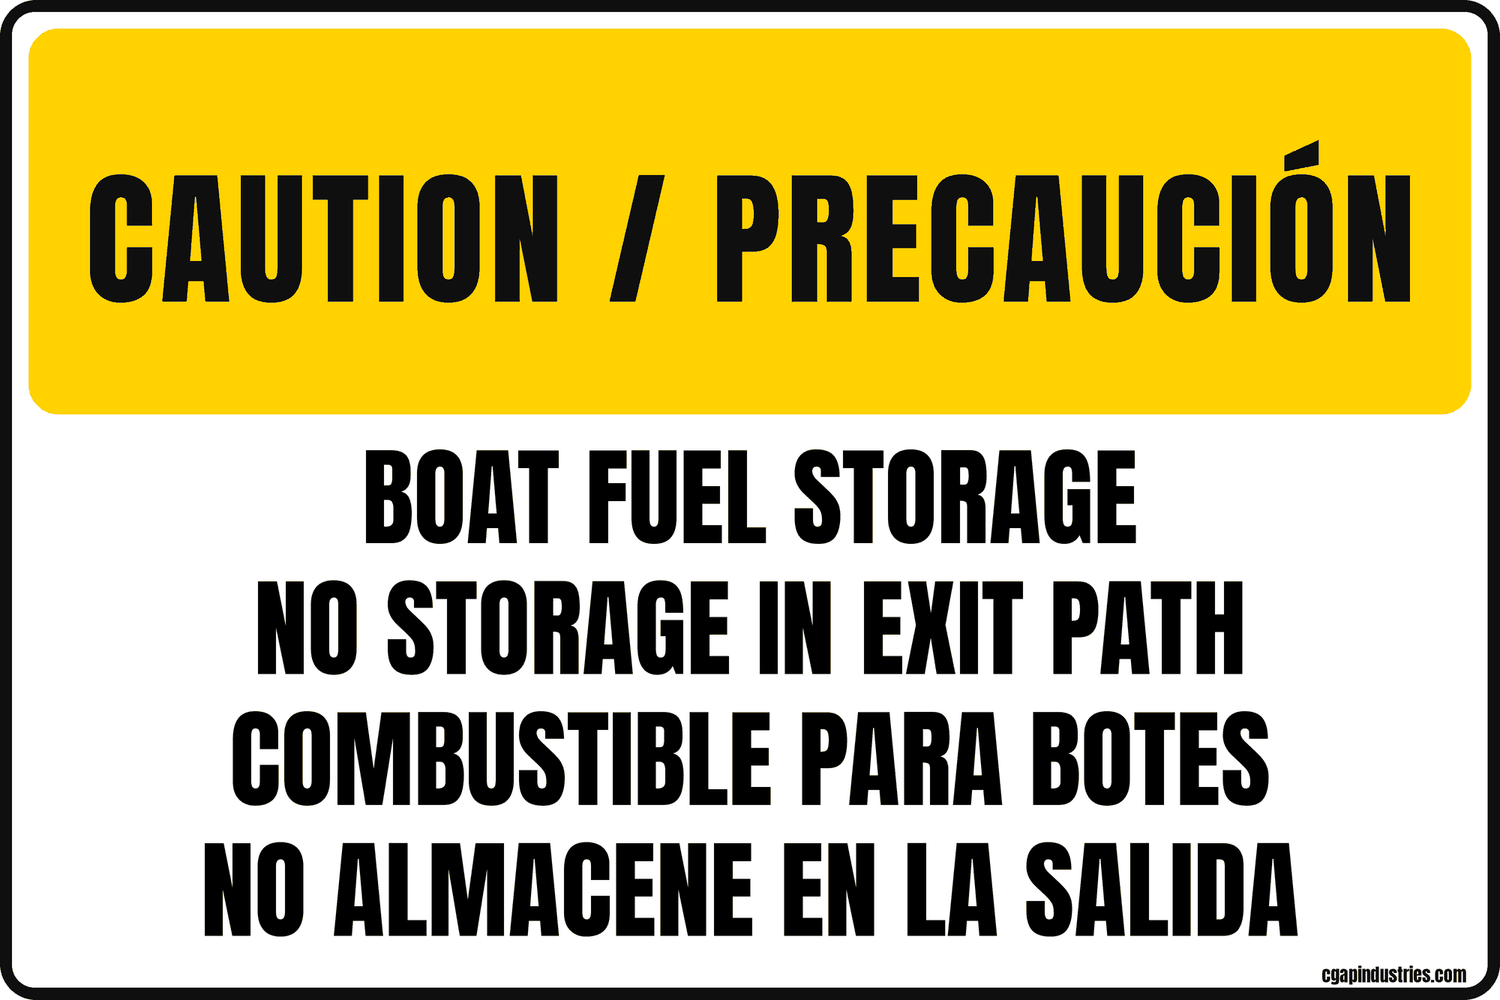 CAUTION / PRECAUCIÓN
BOAT FUEL STORAGE
NO STORAGE IN EXIT PATH
COMBUSTIBLE PARA BOTES
NO ALMACENE EN LA SALIDA
cgapindustries.com